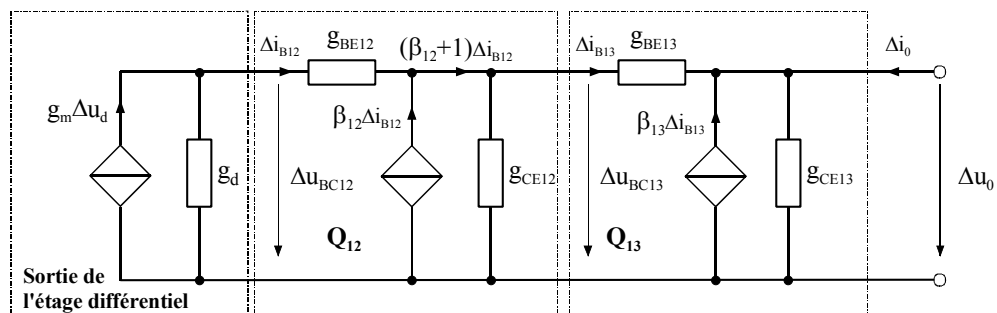 Δi_B12
g_BE12
(β_12+1)Δi_B12
Δi_B13
g_BE13
Δi_0
g_mΔu_d
g_d
Δu_BC12
β_12Δi_B12
g_CE12
Δu_BC13
β_13Δi_B13
g_CE13
Δu_0
Q_12
Q_13
Sortie de
l'étage différentiel